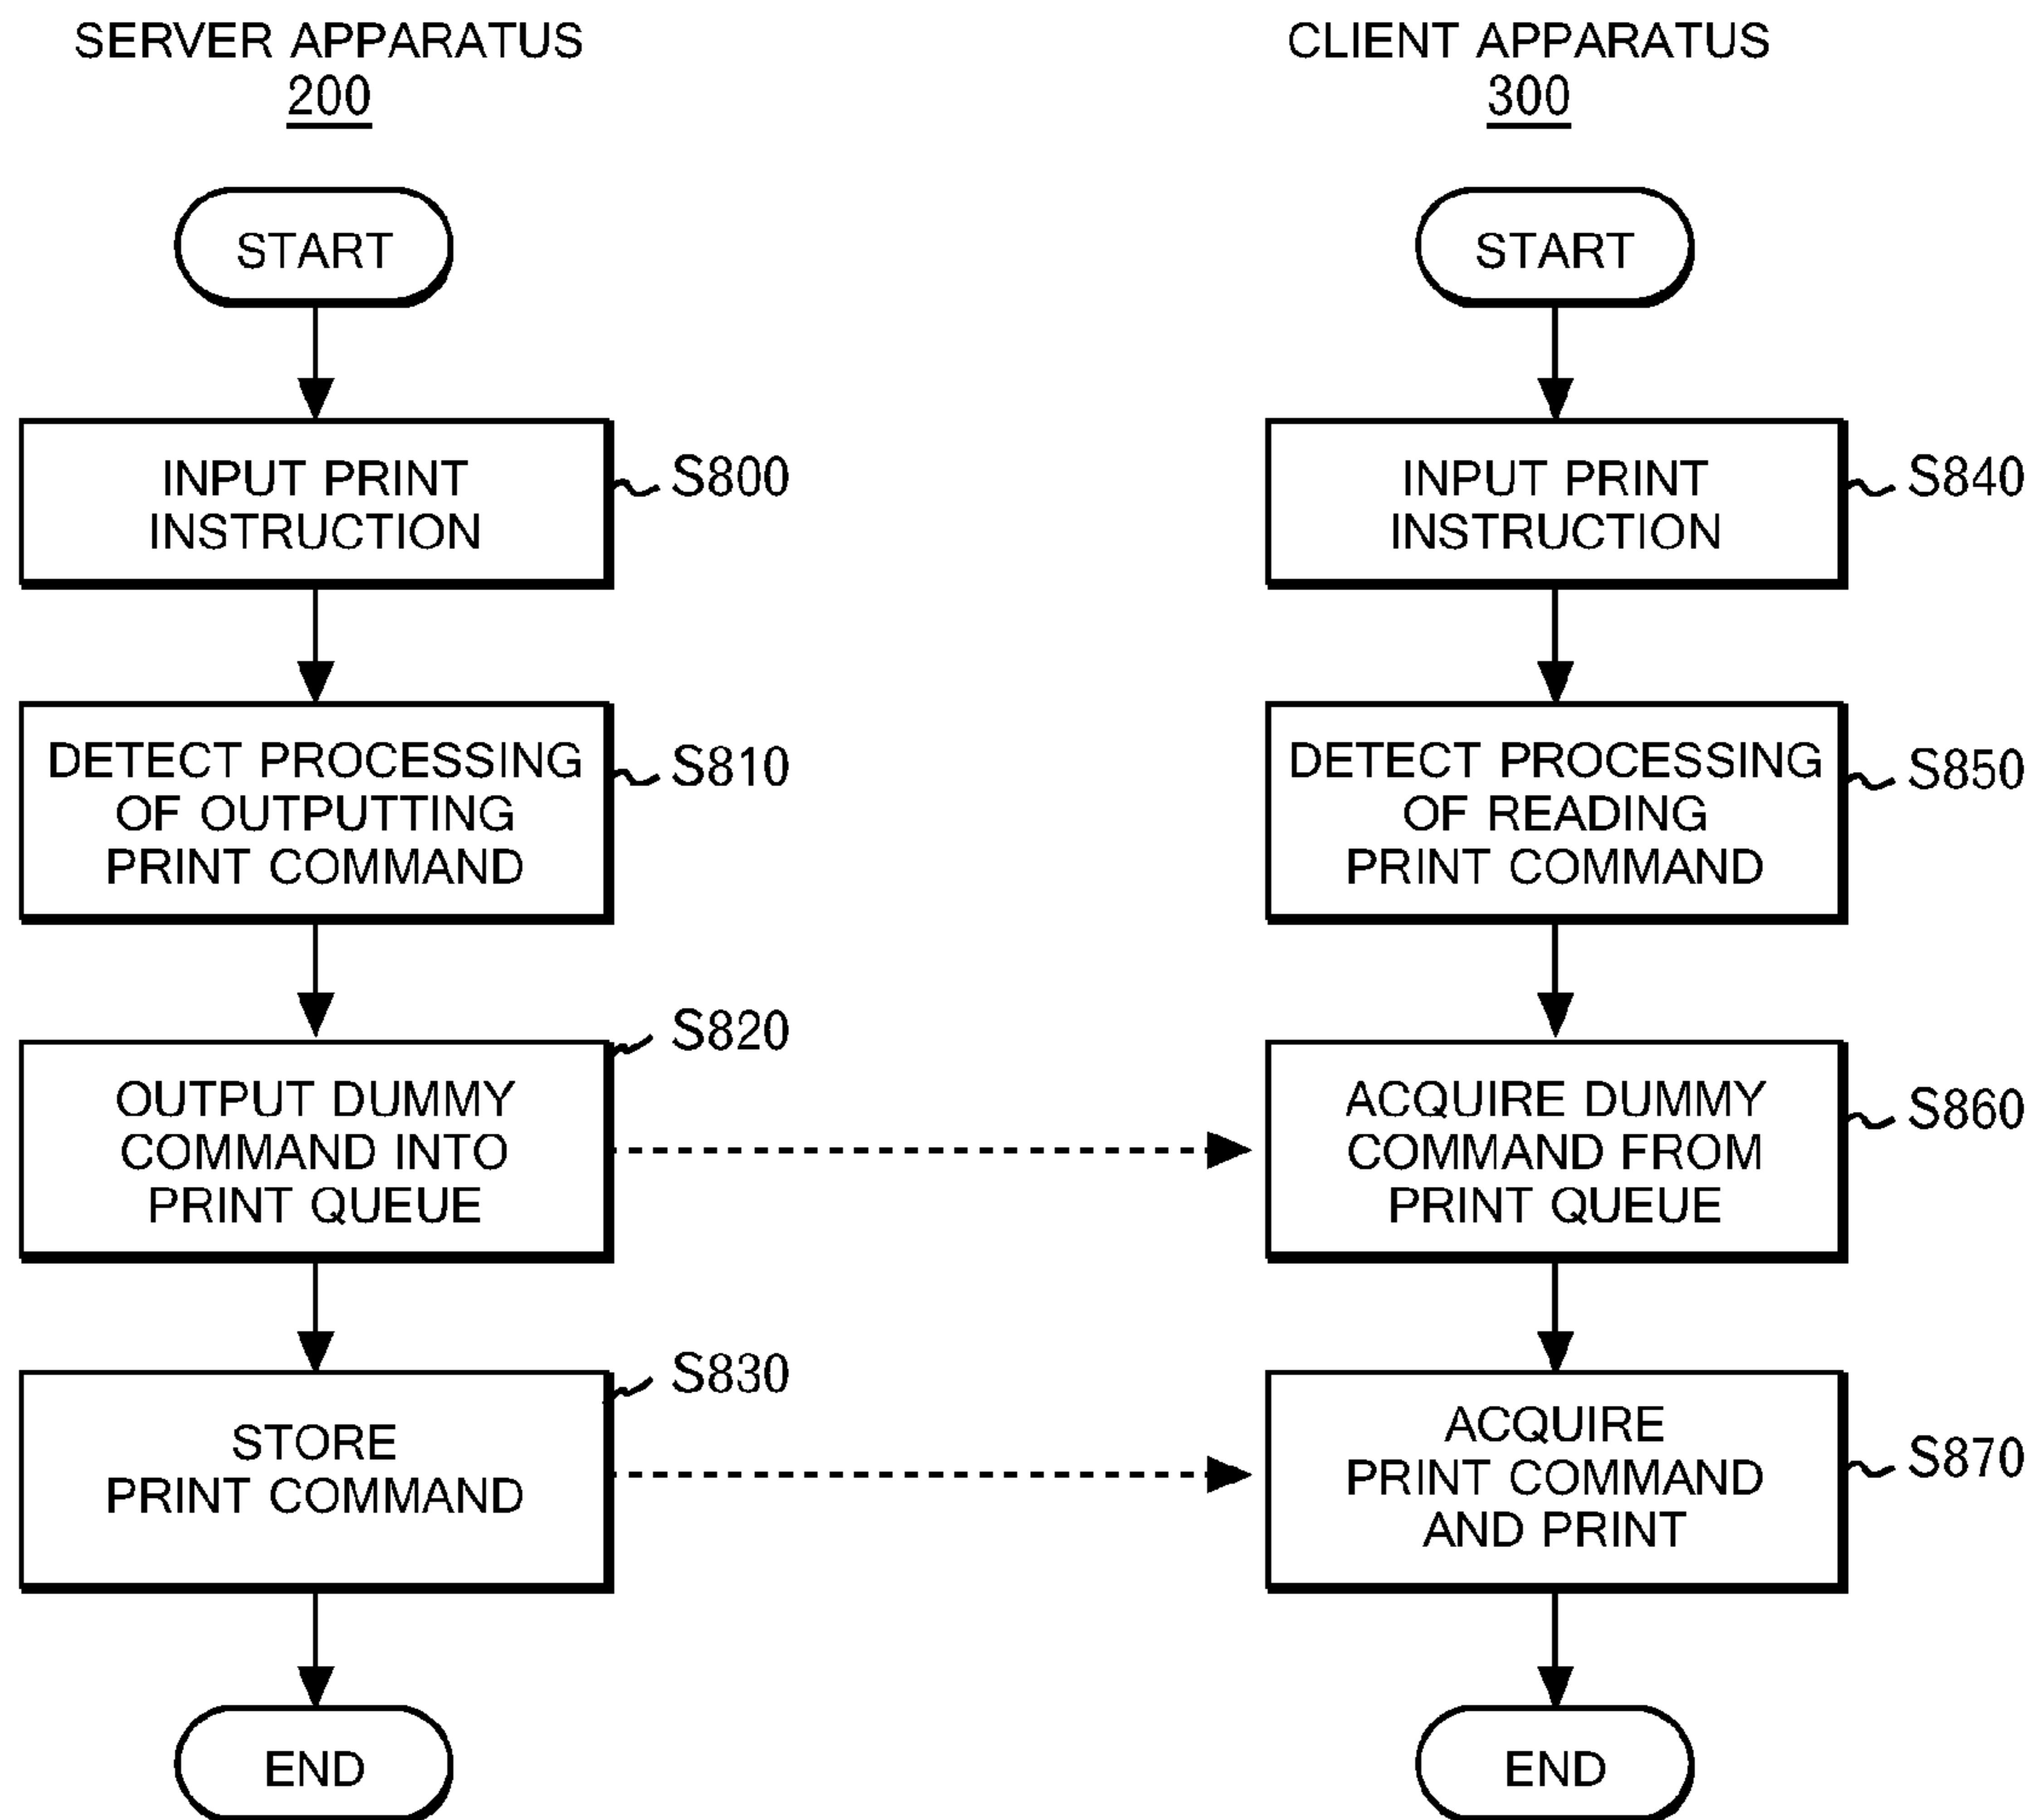 SERVER APPARATUS
200
START
INPUT PRINT
INSTRUCTION
S800
DETECT PROCESSING
OF OUTPUTTING
PRINT COMMAND
S810
OUTPUT DUMMY
COMMAND INTO
PRINT QUEUE
S820
STORE
PRINT COMMAND
S830
END
CLIENT APPARATUS
300
START
INPUT PRINT
INSTRUCTION
S840
DETECT PROCESSING
OF READING
PRINT COMMAND
S850
ACQUIRE DUMMY
COMMAND FROM
PRINT QUEUE
S860
ACQUIRE
PRINT COMMAND
AND PRINT
S870
END